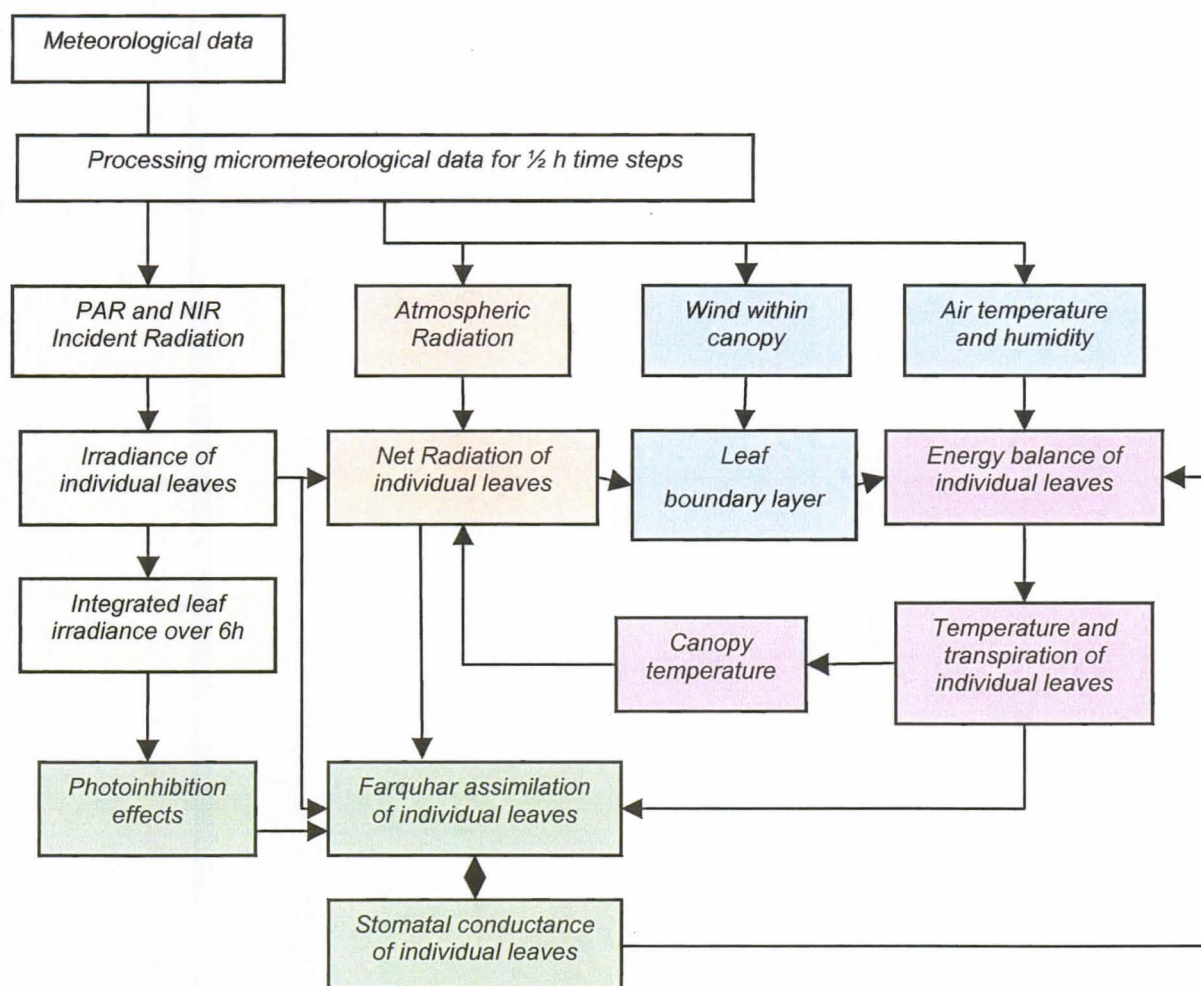 Meteorological data
Processing micrometeorological data for ½ h time steps
PAR and NIR
Incident Radiation
Atmospheric
Radiation
Wind within
canopy
Air temperature
and humidity
Irradiance of
individual leaves
Net Radiation of
individual leaves
Leaf
boundary layer
Energy balance of
individual leaves
Integrated leaf
irradiance over 6h
Canopy
temperature
Temperature and
transpiration of
individual leaves
Photoinhibition
effects
Farquhar assimilation
of individual leaves
Stomatal conductance
of individual leaves